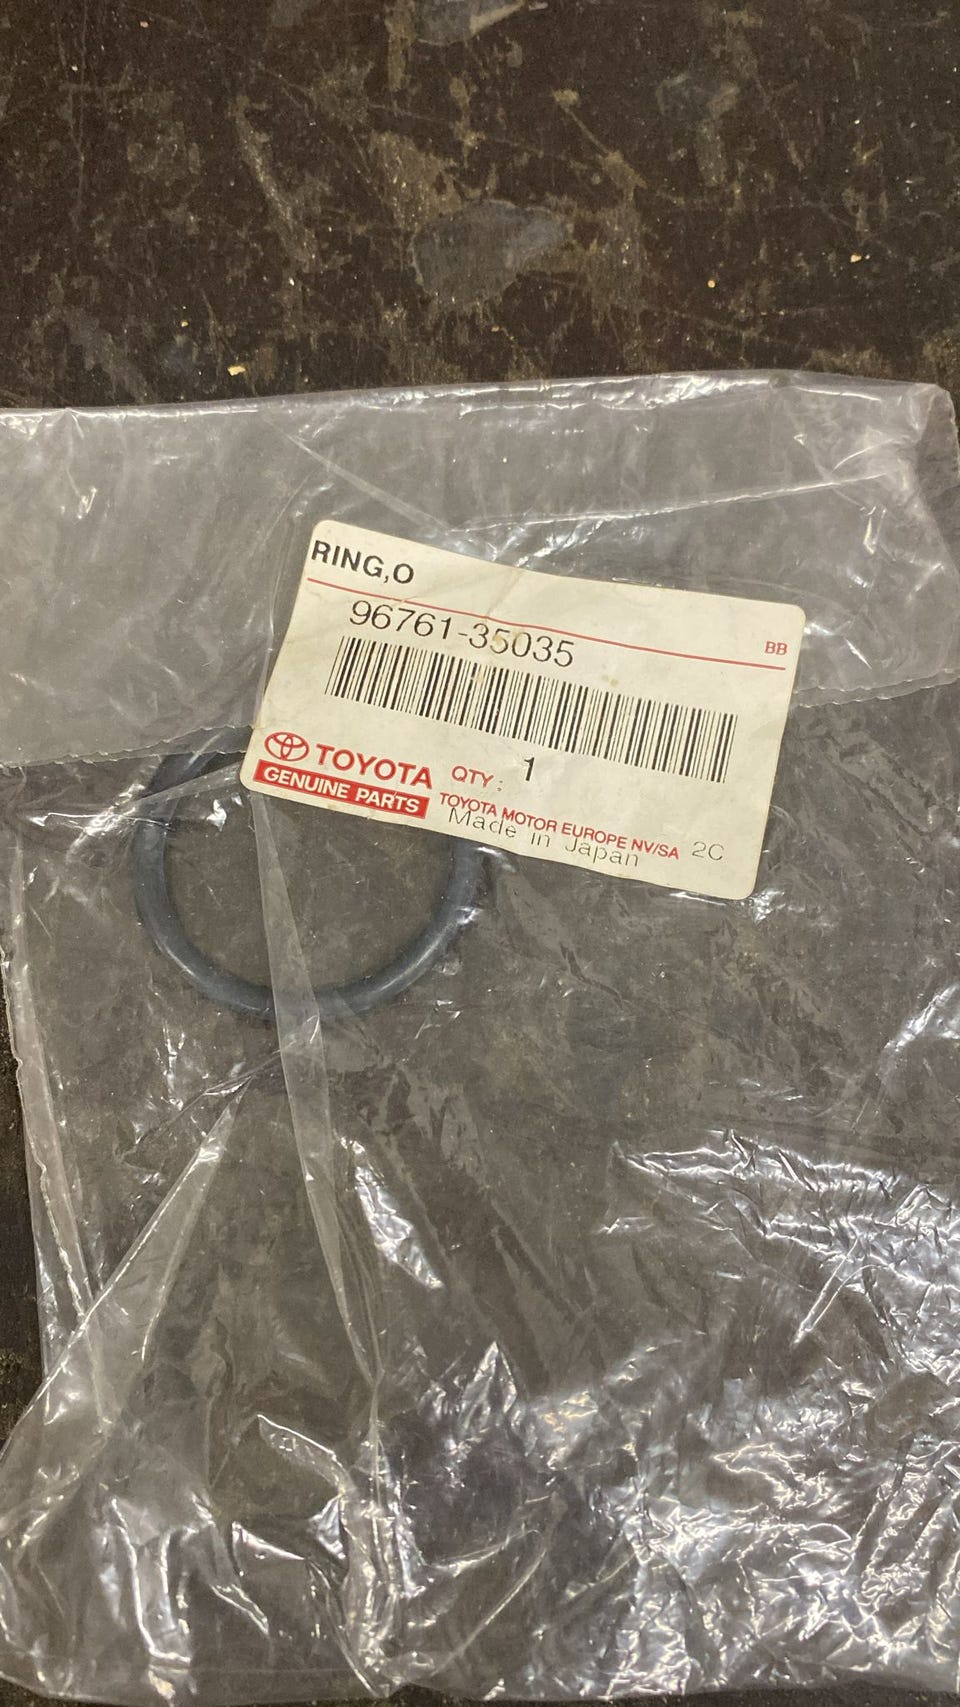 RING,O
96761-35035
BB
TOYOTA
GENUINE PARTS
QTY: 1
TOYOTA MOTOR EUROPE NV/SA 2C
Made in Japan